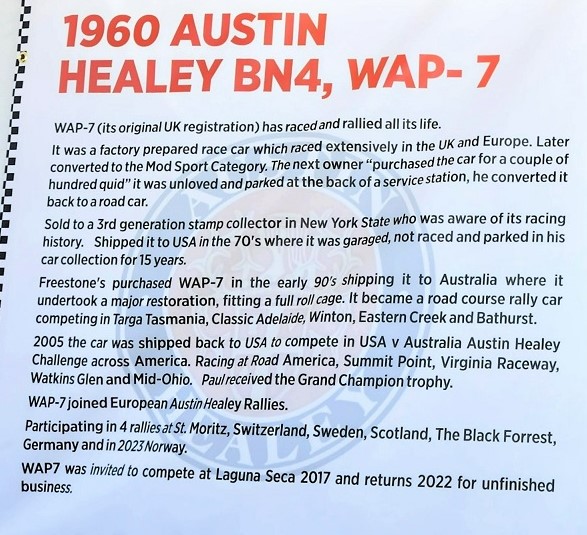 1960 AUSTIN
HEALEY BN4, WAP- 7
WAP-7 (its original UK registration) has raced and rallied all its life.
It was a factory prepared race car which raced extensively in the UK and Europe. Later
converted to the Mod Sport Category. The next owner “purchased the car for a couple of
hundred quid” it was unloved and parked at the back of a service station, he converted it
back to a road car.
Sold to a 3rd generation stamp collector in New York State who was aware of its racing
history. Shipped it to USA in the 70's where it was garaged, not raced and parked in his
car collection for 15 years.
Freestone's purchased WAP-7 in the early 90's shipping it to Australia where it
undertook a major restoration, fitting a full roll cage. It became a road course rally car
competing in Targa Tasmania, Classic Adelaide, Winton, Eastern Creek and Bathurst.
2005 the car was shipped back to USA to compete in USA v Australia Austin Healey
Challenge across America. Racing at Road America, Summit Point, Virginia Raceway,
Watkins Glen and Mid-Ohio. Paul received the Grand Champion trophy.
WAP-7 joined European Austin Healey Rallies.
Participating in 4 rallies at St. Moritz, Switzerland, Sweden, Scotland, The Black Forrest,
Germany and in 2023 Norway.
WAP7 was invited to compete at Laguna Seca 2017 and returns 2022 for unfinished
business.
AUSTIN
HEALEY